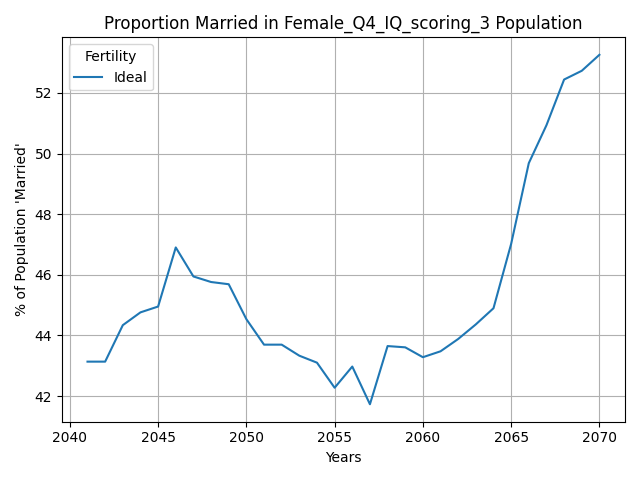 Proportion Married in Female_Q4_IQ_scoring_3 Population
Fertility
Ideal
% of Population 'Married'
52
50
48
46
44
42
2040
2045
2050
2055
2060
2065
2070
Years